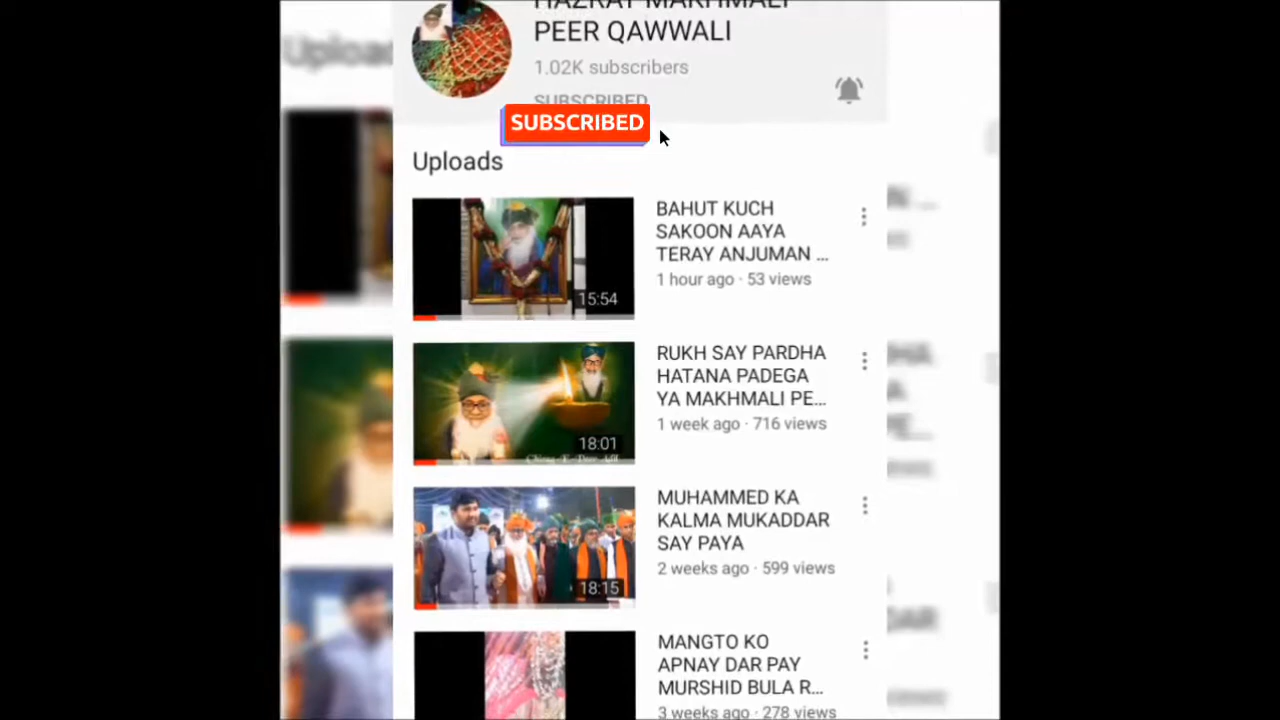 HAZRAT MAKHMALI
PEER QAWWALI
1.02K subscribers
SUBSCRIBED
SUBSCRIBED
Uploads
BAHUT KUCH
SAKOON AAYA
TERAY ANJUMAN ...
1 hour ago · 53 views
15:54
RUKH SAY PARDHA
HATANA PADEGA
YA MAKHMALI PE...
1 week ago · 716 views
18:01
MUHAMMED KA
KALMA MUKADDAR
SAY PAYA
2 weeks ago · 599 views
18:15
MANGTO KO
APNAY DAR PAY
MURSHID BULA R...
3 weeks ago · 278 views